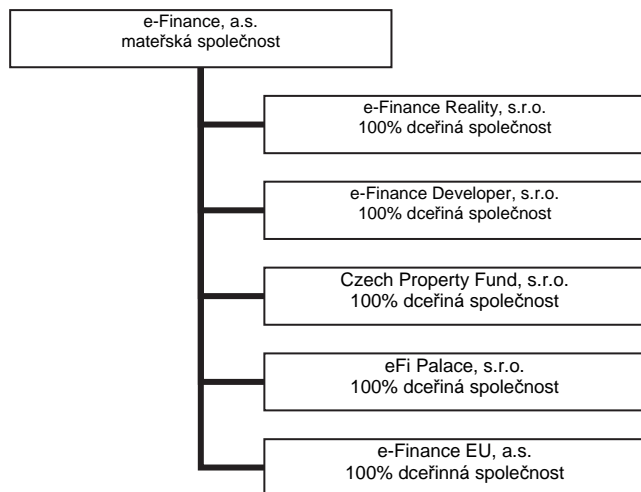 e-Finance, a.s.
mateřská společnost
e-Finance Reality, s.r.o.
100% dceřiná společnost
e-Finance Developer, s.r.o.
100% dceřiná společnost
Czech Property Fund, s.r.o.
100% dceřiná společnost
eFi Palace, s.r.o.
100% dceřiná společnost
e-Finance EU, a.s.
100% dceřinná společnost